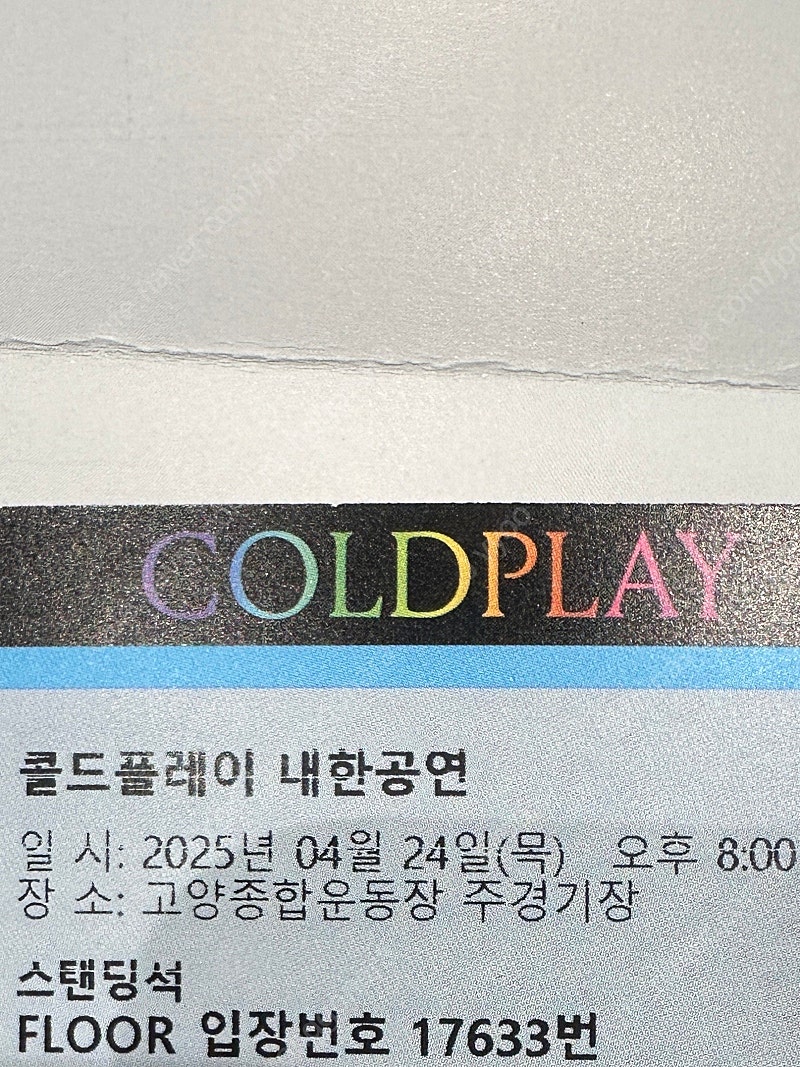 COLDPLAY
콜드플레이 내한공연
일 시: 2025년 04월 24일(목) 오후 8:00
장 소: 고양종합운동장 주경기장
스탠딩석
FLOOR 입장번호 17633번